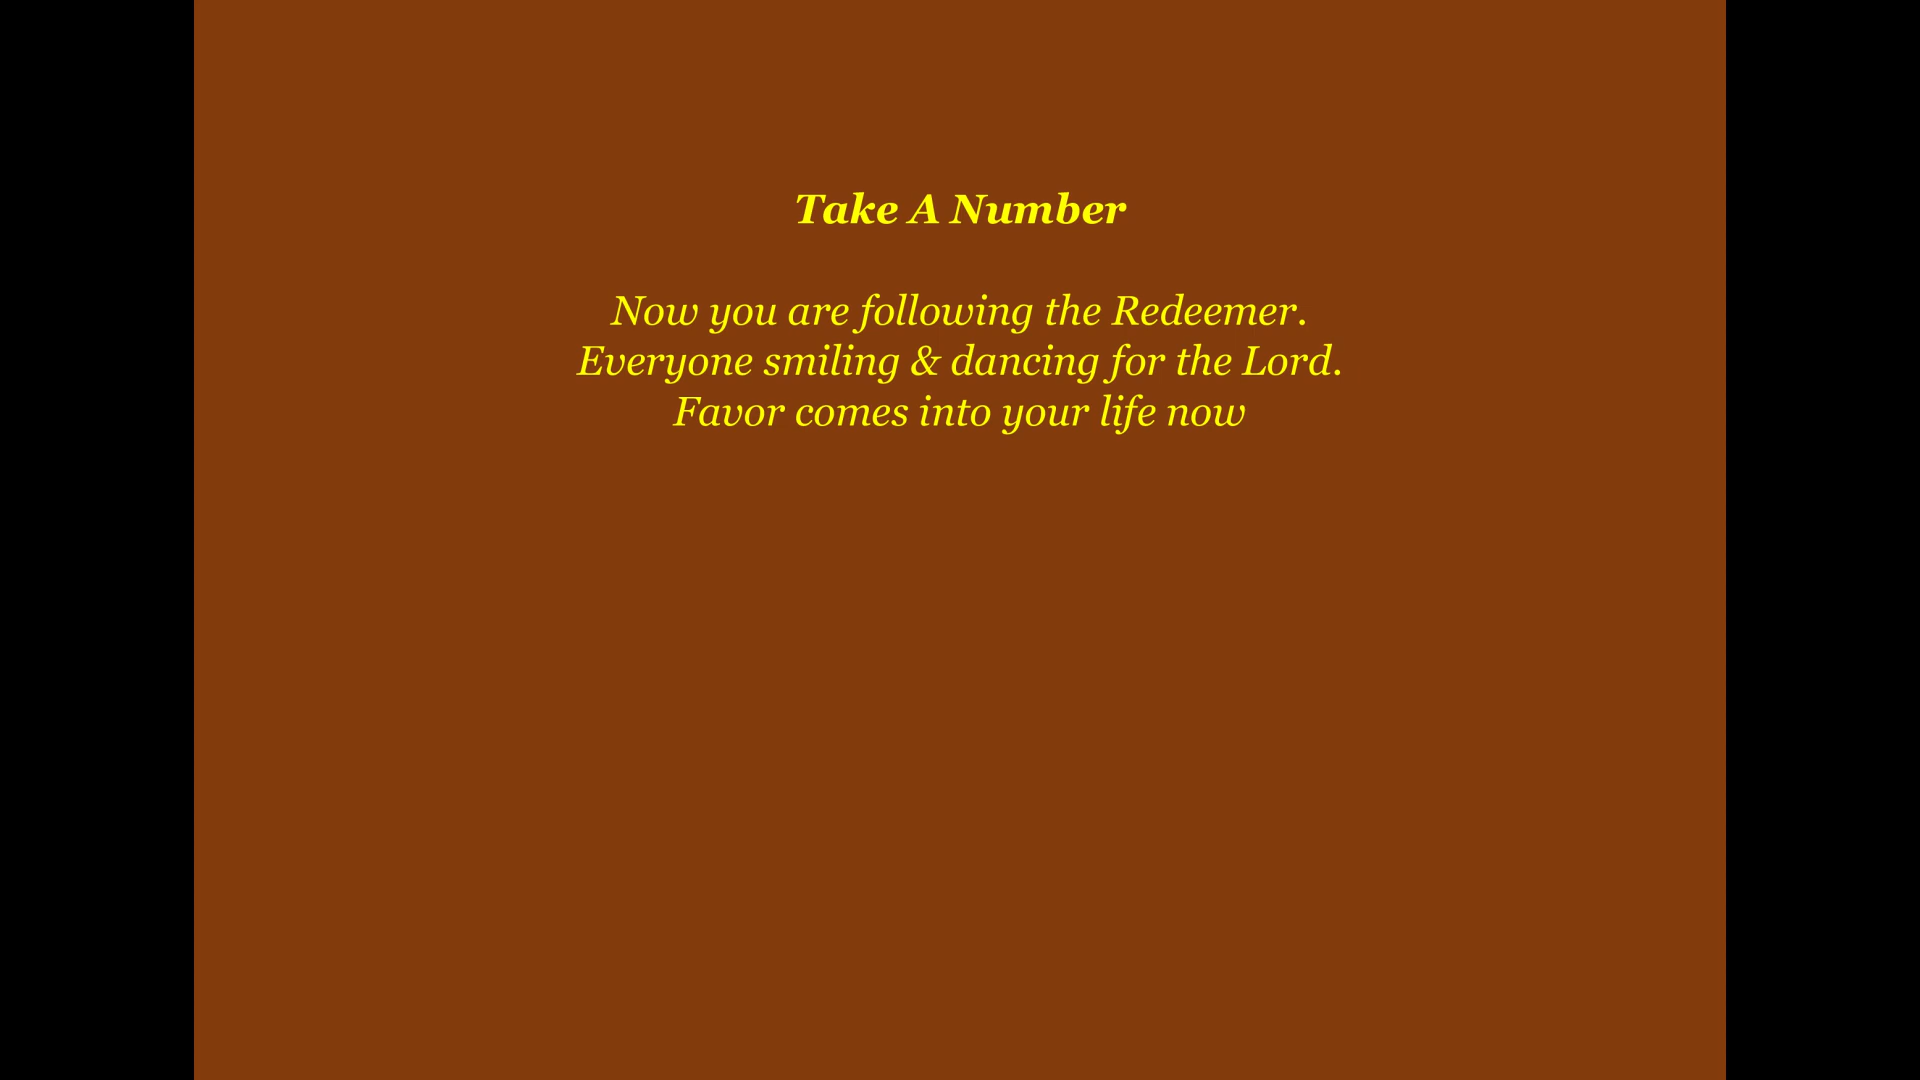 Take A Number
Now you are following the Redeemer.
Everyone smiling & dancing for the Lord.
Favor comes into your life now